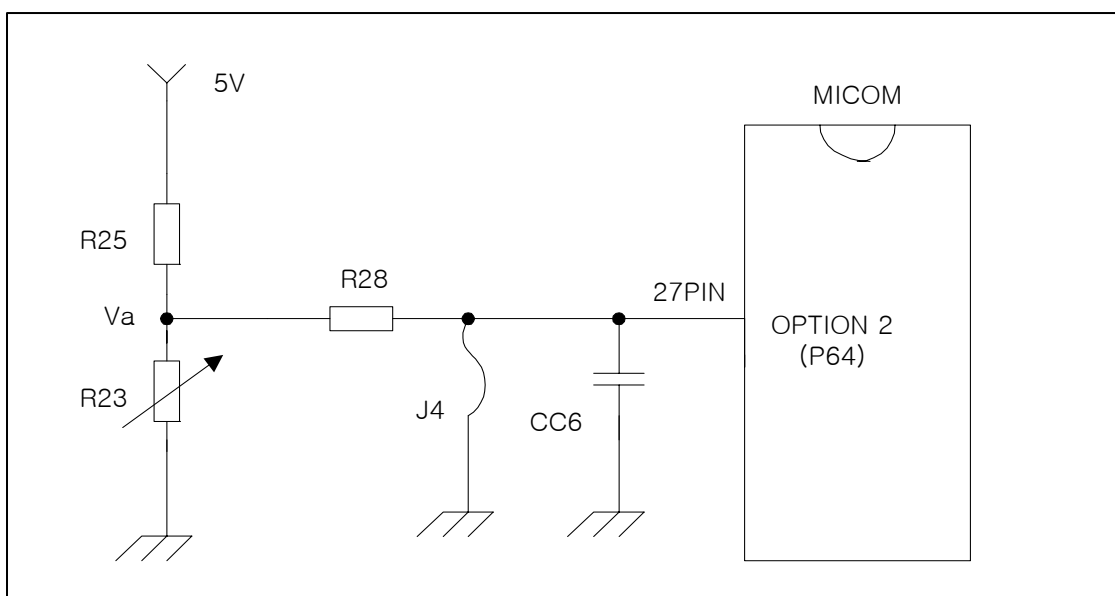 5V
MICOM
R25
R28
Va
27PIN
OPTION 2
(P64)
R23
J4
CC6